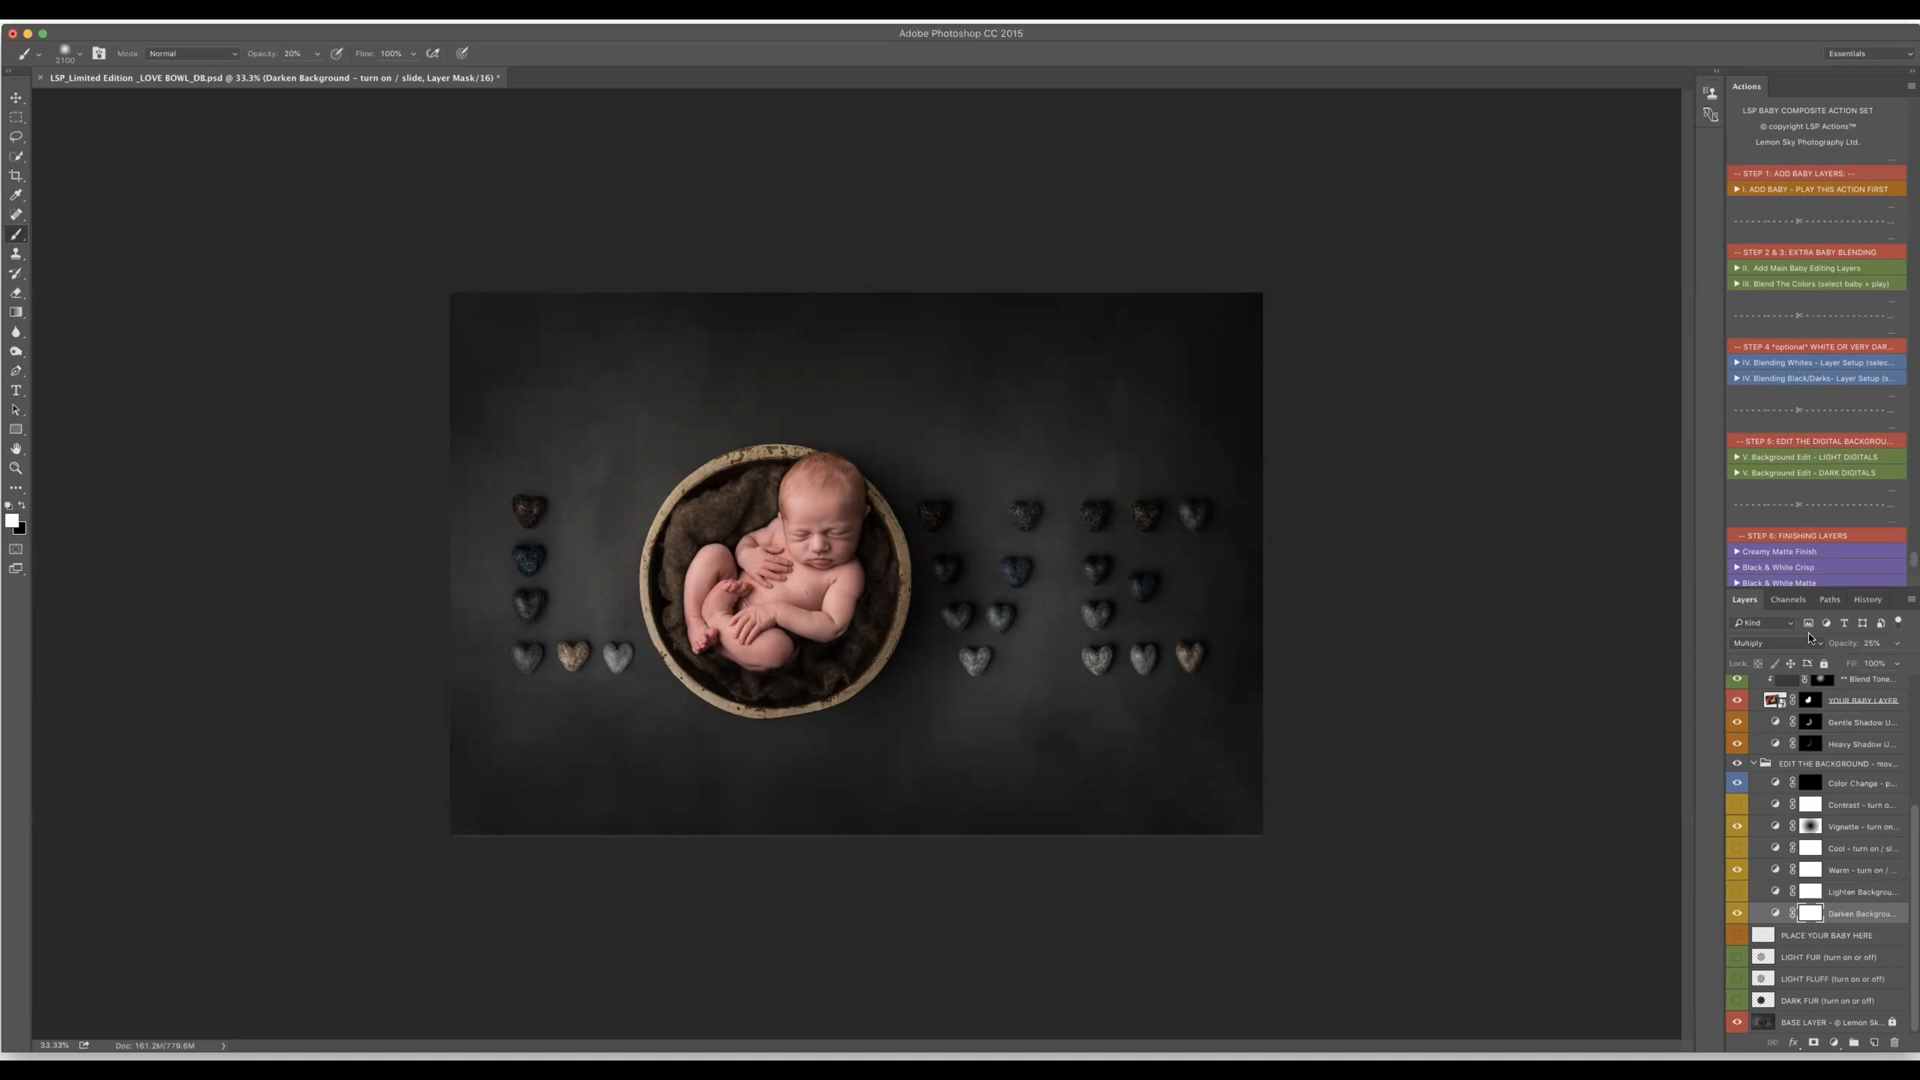 Adobe Photoshop CC 2015
2100
Mode: Normal
Opacity: 20%
Flow: 100%
Essentials
LSP_Limited Edition _LOVE BOWL_DB.psd @ 33.3% (Darken Background - turn on / slide, Layer Mask/16) *
Actions
LSP BABY COMPOSITE ACTION SET
© copyright LSP Actions™
Lemon Sky Photography Ltd.
-- STEP 1: ADD BABY LAYERS: --
I. ADD BABY - PLAY THIS ACTION FIRST
-- STEP 2 & 3: EXTRA BABY BLENDING
II. Add Main Baby Editing Layers
III. Blend The Colors (select baby + play)
-- STEP 4 *optional* WHITE OR VERY DAR...
IV. Blending Whites - Layer Setup (selec...
IV. Blending Black/Darks- Layer Setup (s...
-- STEP 5: EDIT THE DIGITAL BACKGROU...
V. Background Edit - LIGHT DIGITALS
V. Background Edit - DARK DIGITALS
-- STEP 6: FINISHING LAYERS
Creamy Matte Finish
Black & White Crisp
Black & White Matte
Layers Channels Paths History
Kind
Multiply Opacity: 25%
Lock: Fill: 100%
** Blend Tone...
YOUR BABY LAYER
Gentle Shadow U...
Heavy Shadow U...
EDIT THE BACKGROUND - mov...
Color Change - p...
Contrast - turn o...
Vignette - turn on...
Cool - turn on / sl...
Warm - turn on / ...
Lighten Backgrou...
Darken Backgrou...
PLACE YOUR BABY HERE
LIGHT FUR (turn on or off)
LIGHT FLUFF (turn on or off)
DARK FUR (turn on or off)
BASE LAYER - @ Lemon Sk...
33.33%
Doc: 161.2M/779.6M